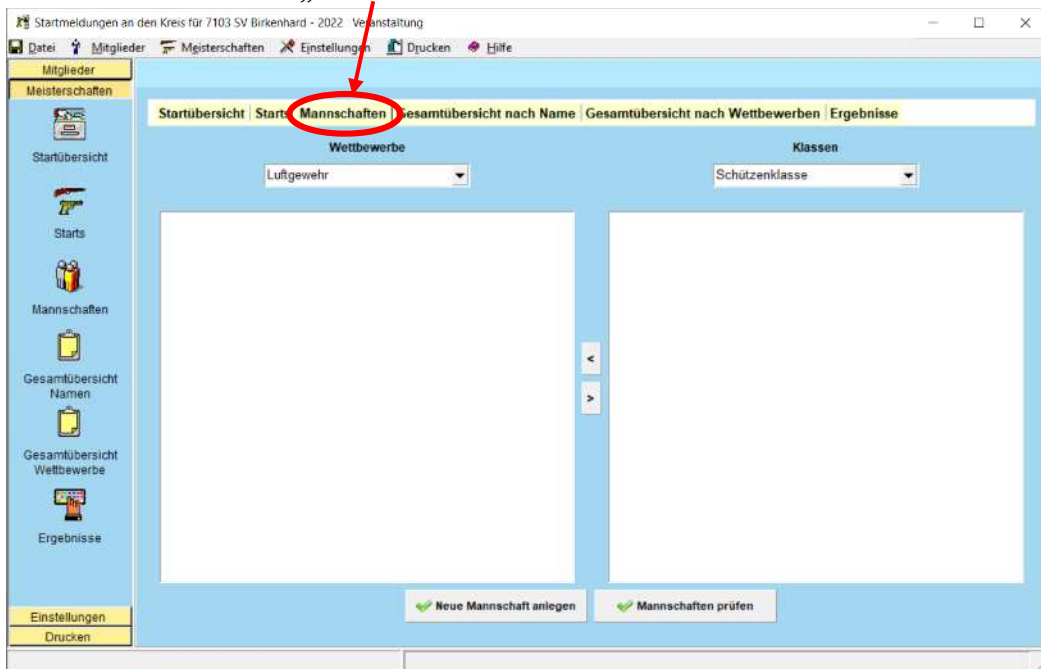 „
Startmeldungen an den Kreis für 7103 SV Birkenhard - 2022 Veranstaltung
Datei Mitglieder Meisterschaften Einstellungen Drucken Hilfe
Mitglieder
Meisterschaften
Startübersicht Starts Mannschaften Gesamtübersicht nach Name Gesamtübersicht nach Wettbewerben Ergebnisse
Wettbewerbe Klassen
Luftgewehr Schützenklasse
Startübersicht
Starts
Mannschaften
<
>
Gesamtübersicht
Namen
Gesamtübersicht
Wettbewerbe
Ergebnisse
Neue Mannschaft anlegen Mannschaften prüfen
Einstellungen
Drucken